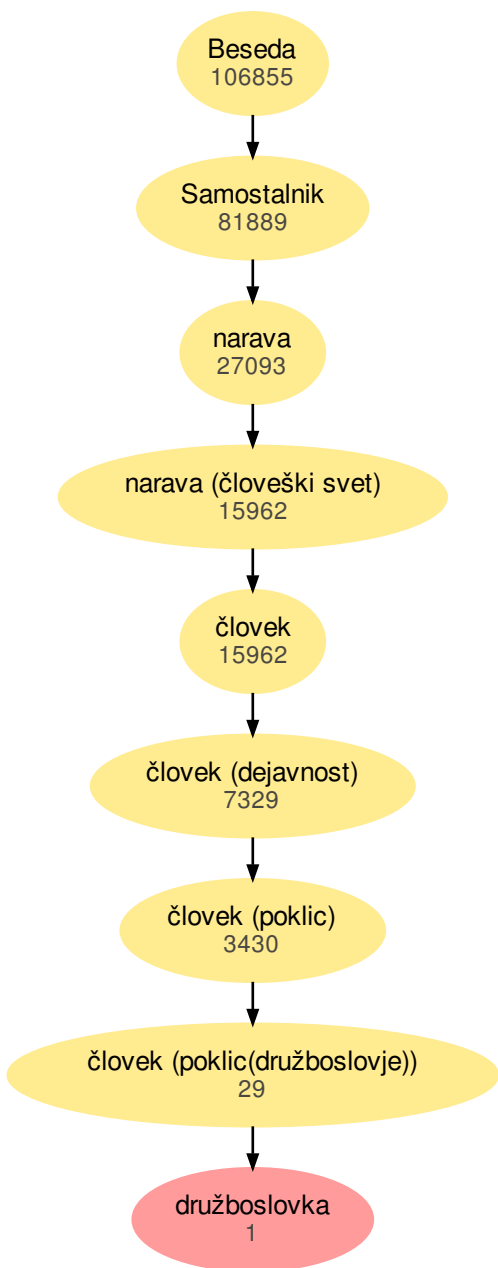 Beseda
106855
Samostalnik
81889
narava
27093
narava (človeški svet)
15962
človek
15962
človek (dejavnost)
7329
človek (poklic)
3430
človek (poklic(družboslovje))
29
družboslovka
1